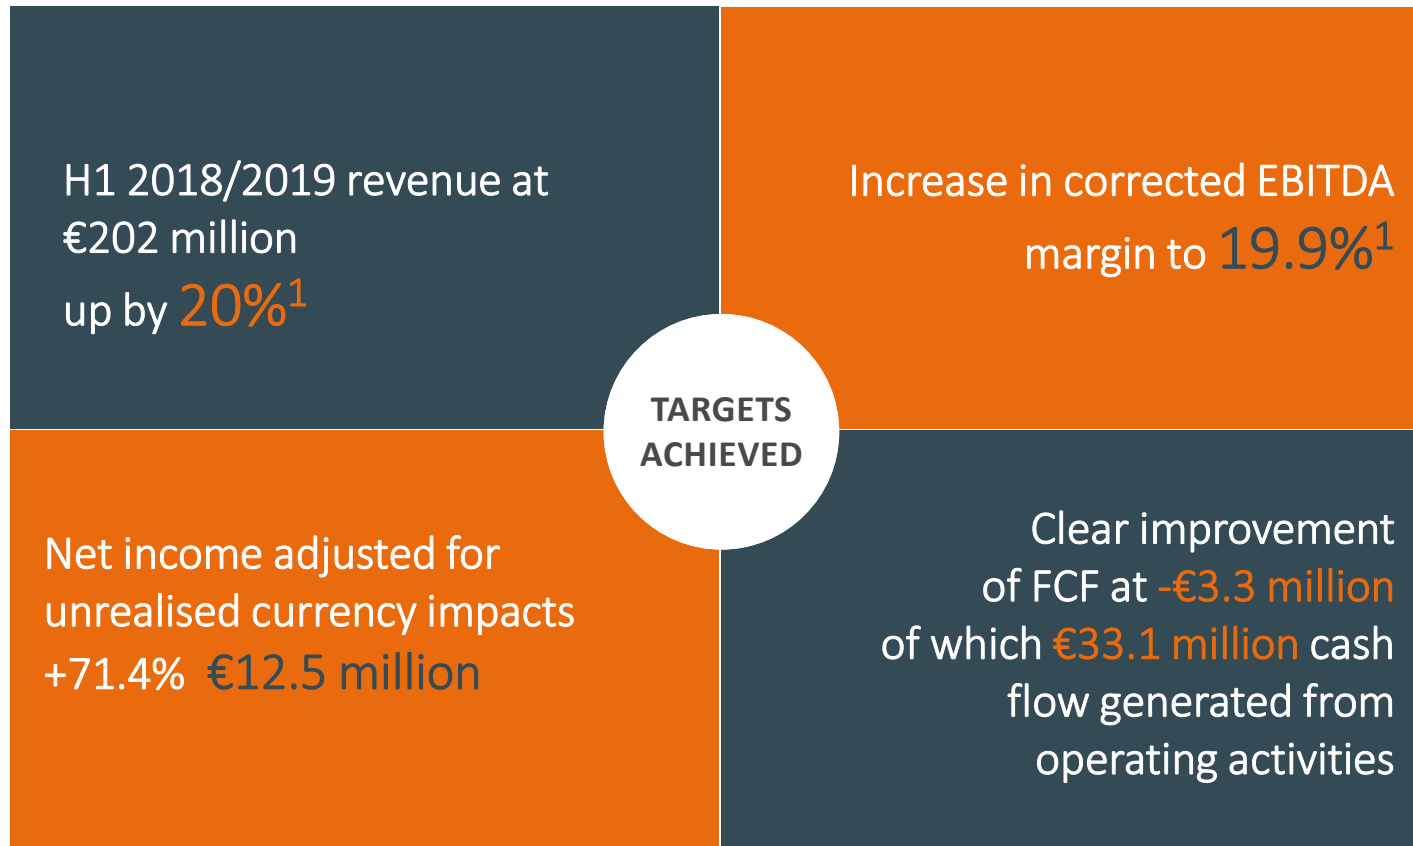 H1 2018/2019 revenue at
€202 million
up by 20%¹
Increase in corrected EBITDA
margin to 19.9%¹
TARGETS
ACHIEVED
Net income adjusted for
unrealised currency impacts
+71.4% €12.5 million
Clear improvement
of FCF at -€3.3 million
of which €33.1 million cash
flow generated from
operating activities